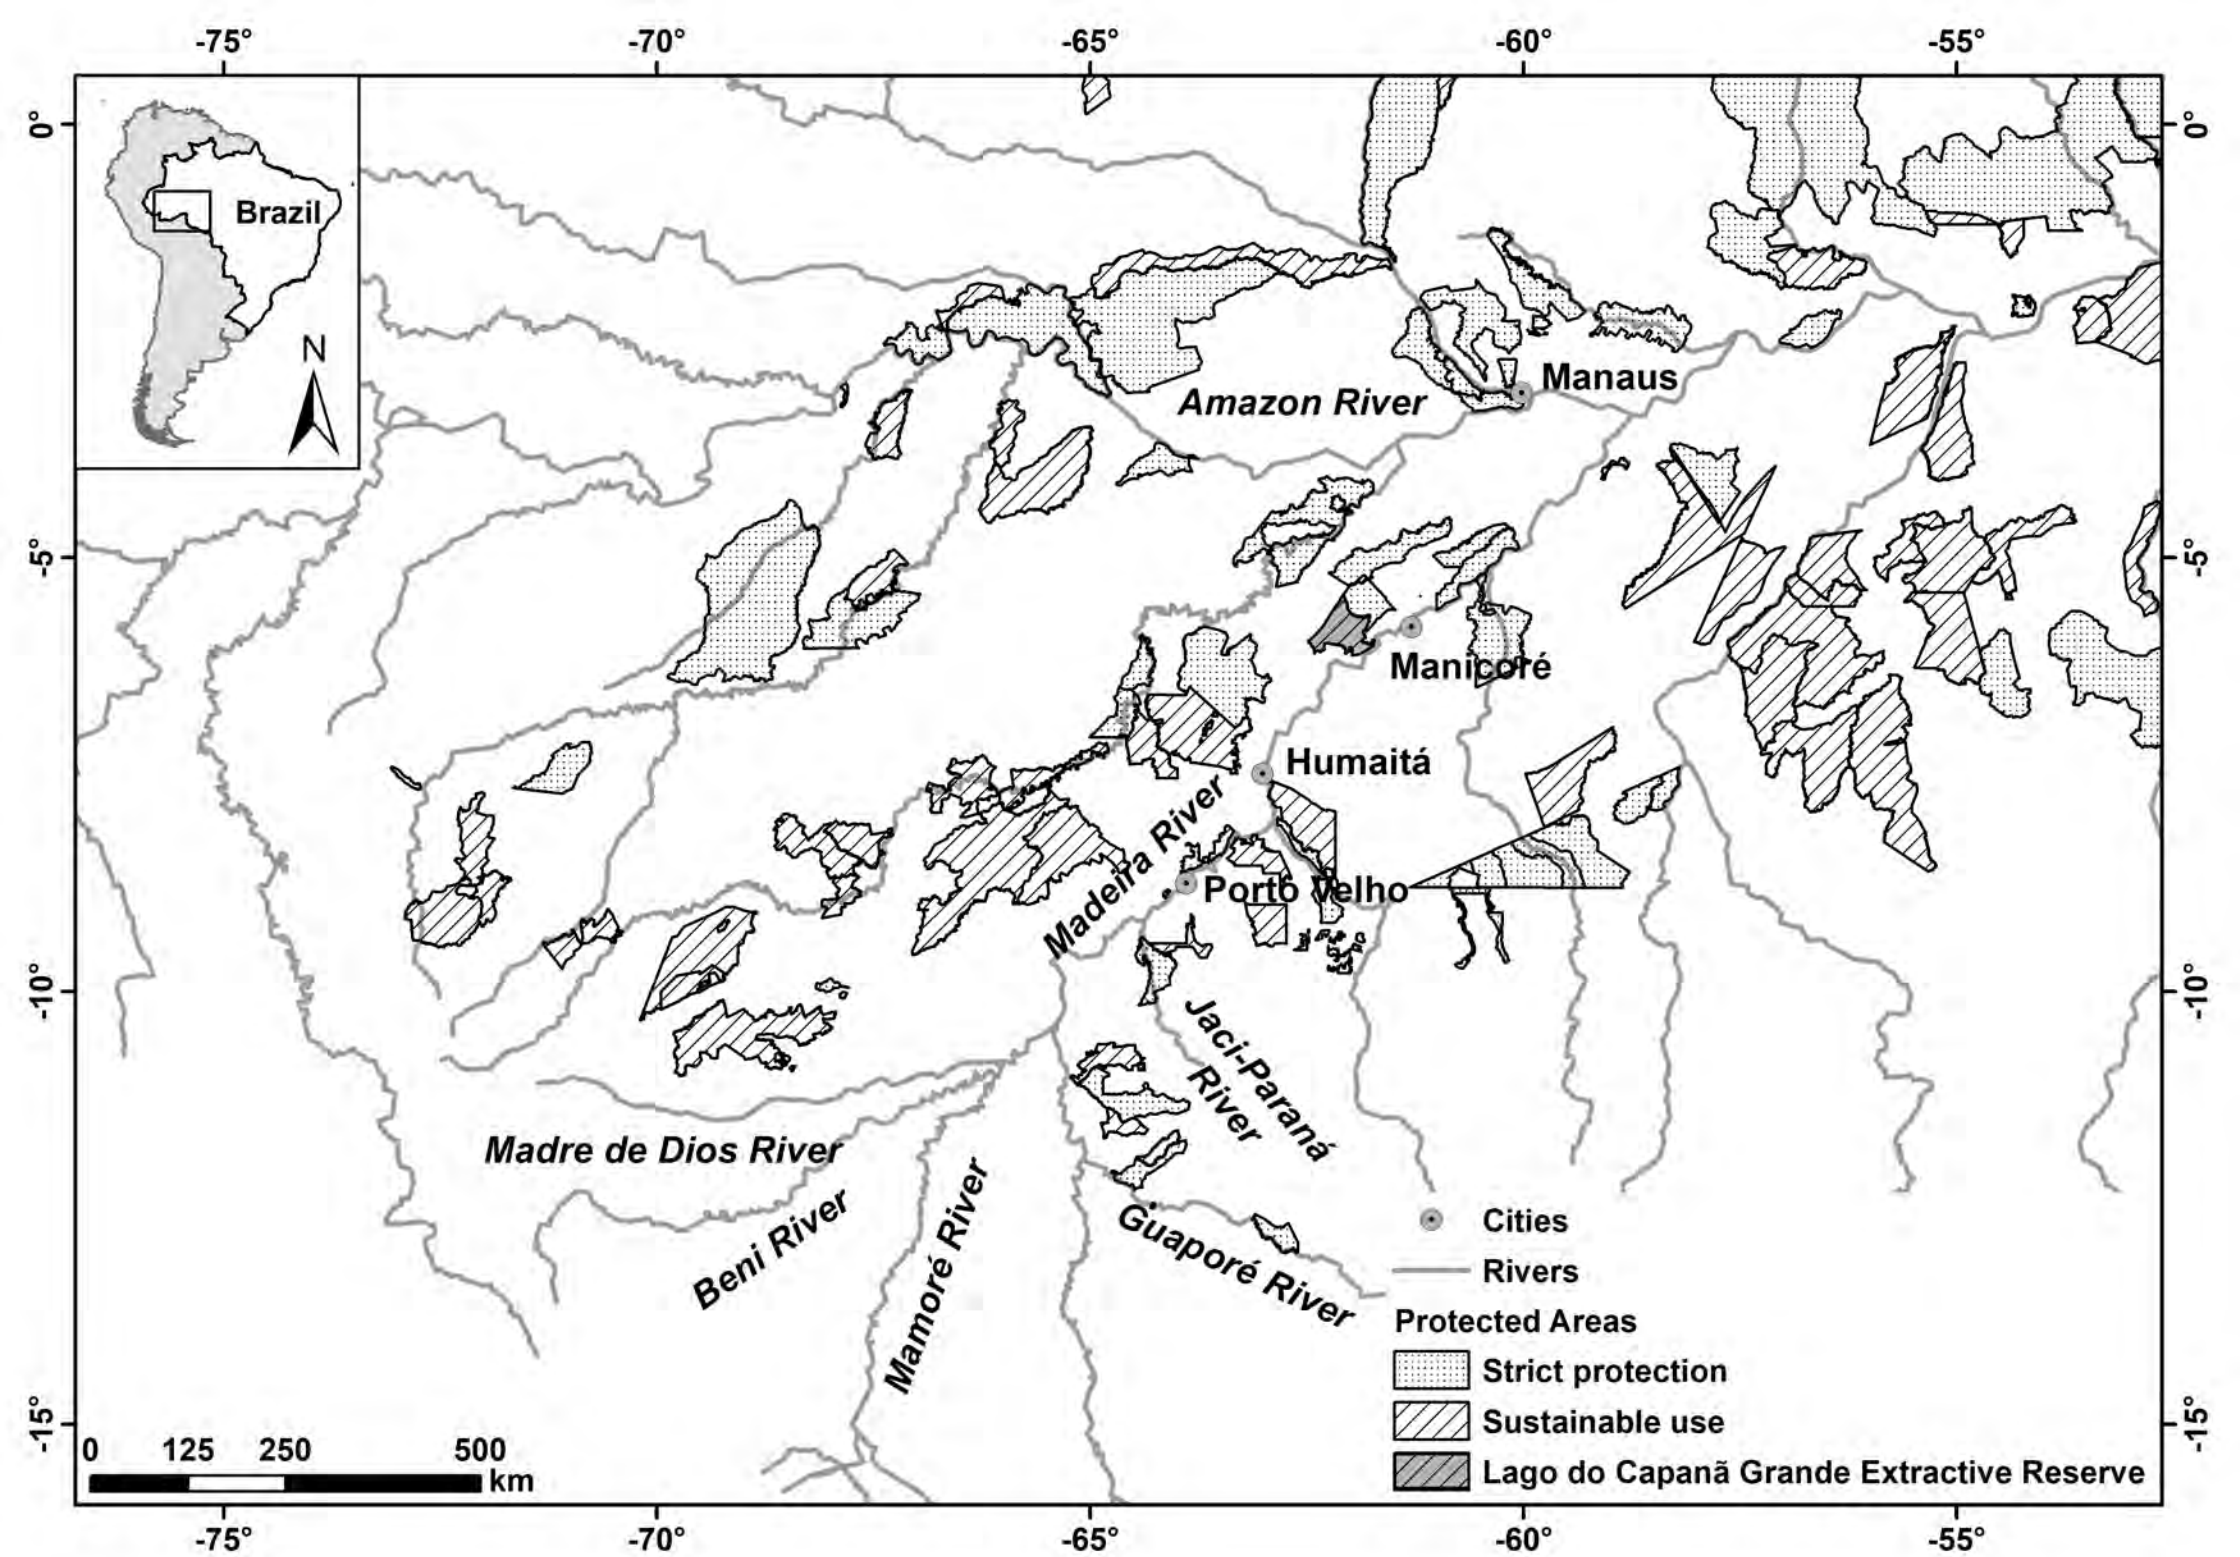 -75° -70° -65° -60° -55°
0° 0°
Brazil
N
Manaus
Amazon River
-5° -5°
Manicoré
Humaitá
Madeira River
Porto Velho
-10° -10°
Jaci-Paraná
River
Madre de Dios River
Beni River
Mamoré River
Guaporé River
Cities
Rivers
Protected Areas
Strict protection
Sustainable use
Lago do Capanã Grande Extractive Reserve
-15° -15°
0 125 250 500
km
-75° -70° -65° -60° -55°